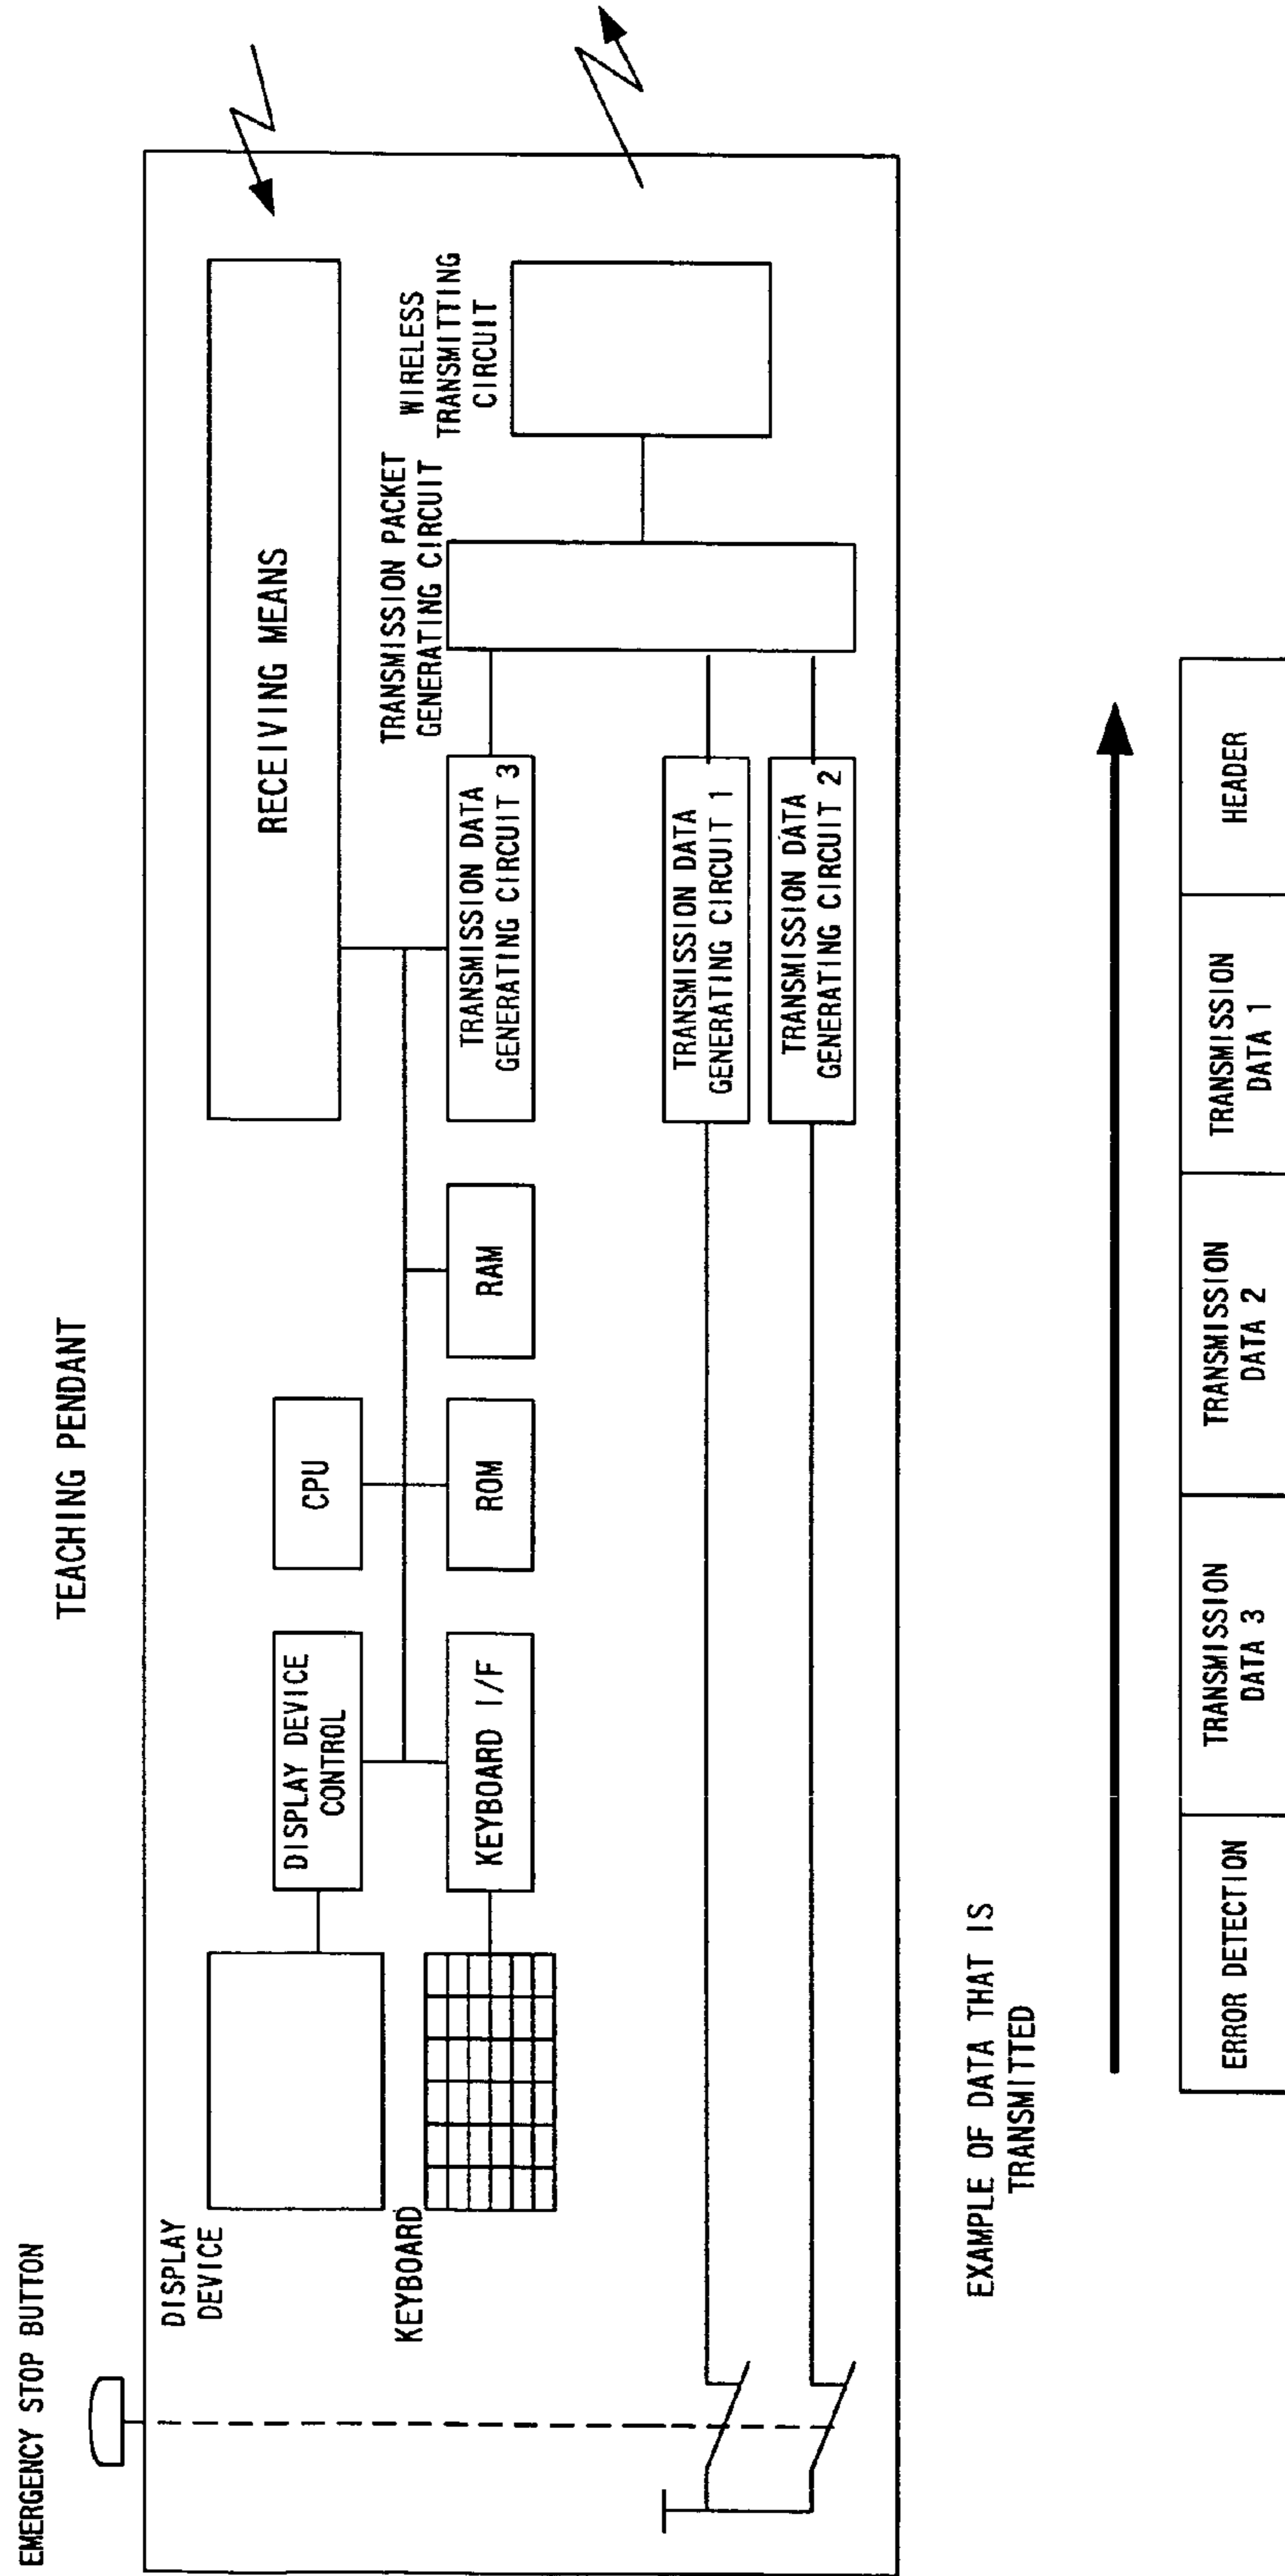 TEACHING PENDANT
EMERGENCY STOP BUTTON
DISPLAY
DEVICE
DISPLAY DEVICE
CONTROL
CPU
RECEIVING MEANS
KEYBOARD
KEYBOARD I/F
ROM
RAM
TRANSMISSION DATA
GENERATING CIRCUIT 3
TRANSMISSION PACKET
GENERATING CIRCUIT
WIRELESS
TRANSMITTING
CIRCUIT
TRANSMISSION DATA
GENERATING CIRCUIT 1
TRANSMISSION DATA
GENERATING CIRCUIT 2
EXAMPLE OF DATA THAT IS
TRANSMITTED
ERROR DETECTION
TRANSMISSION
DATA 3
TRANSMISSION
DATA 2
TRANSMISSION
DATA 1
HEADER